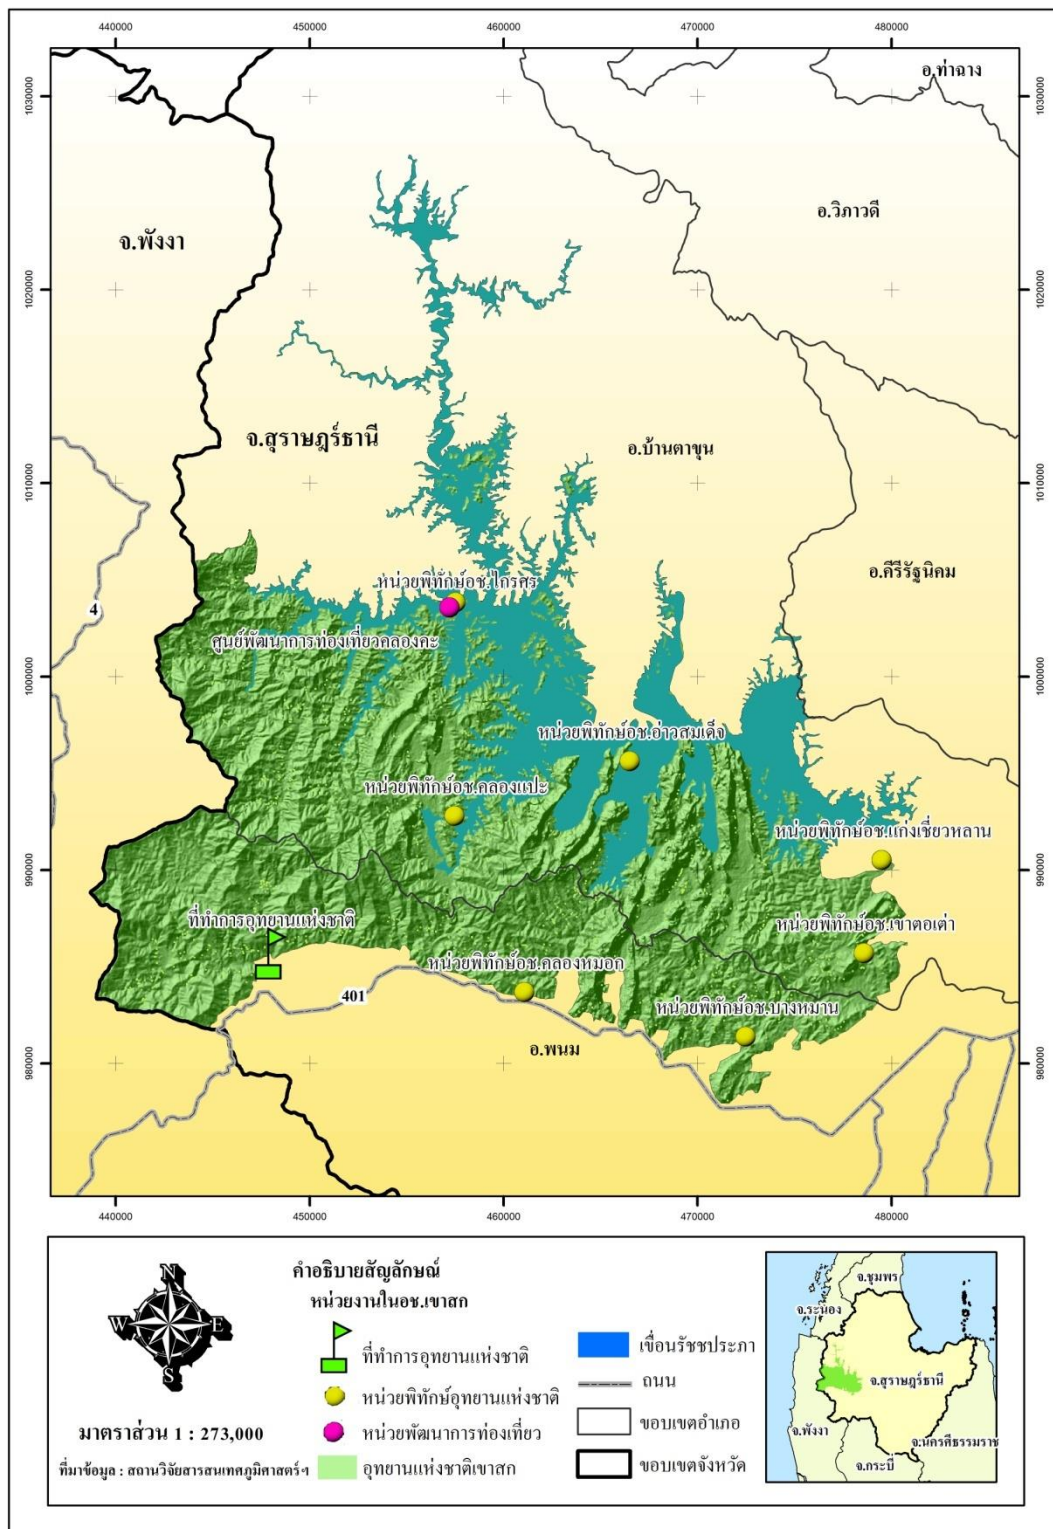 440000
450000
460000
470000
480000
1030000
1030000
อ.ท่าฉาง
อ.วิภาวดี
จ.พังงา
1020000
1020000
จ.สุราษฎร์ธานี
อ.บ้านตาขุน
1010000
1010000
อ.คีรีรัฐนิคม
หน่วยพิทักษ์อช.ไกรศร
4
ศูนย์พัฒนาการท่องเที่ยวคลองคะ
1000000
1000000
หน่วยพิทักษ์อช.อ่าวสมเด็จ
หน่วยพิทักษ์อช.คลองแปะ
หน่วยพิทักษ์อช.แก่งเชี่ยวหลาน
990000
990000
ที่ทำการอุทยานแห่งชาติ
หน่วยพิทักษ์อช.เขาตอเต่า
หน่วยพิทักษ์อช.คลองหมอก
401
หน่วยพิทักษ์อช.บางหมาน
อ.พนม
980000
980000
440000
450000
460000
470000
480000
N
W
E
S
มาตราส่วน 1 : 273,000
ที่มาข้อมูล : สถานวิจัยสารสนเทศภูมิศาสตร์ฯ
คำอธิบายสัญลักษณ์
หน่วยงานในอช.เขาสก
ที่ทำการอุทยานแห่งชาติ
หน่วยพิทักษ์อุทยานแห่งชาติ
หน่วยพัฒนาการท่องเที่ยว
อุทยานแห่งชาติเขาสก
เขื่อนรัชชประภา
ถนน
ขอบเขตอำเภอ
ขอบเขตจังหวัด
จ.ชุมพร
จ.ระนอง
จ.สุราษฎร์ธานี
จ.พังงา
จ.นครศรีธรรมราช
จ.กระบี่